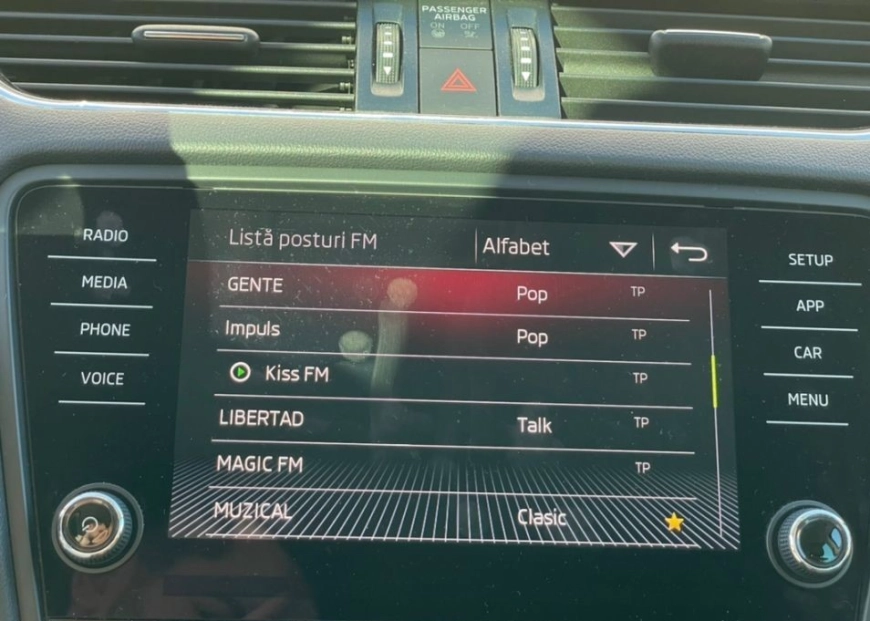 PASSENGER
AIRBAG
ON OFF
RADIO
MEDIA
PHONE
VOICE
Listă posturi FM Alfabet
GENTE Pop TP
Impuls Pop TP
Kiss FM TP
LIBERTAD Talk TP
MAGIC FM TP
MUZICAL Clasic
SETUP
APP
CAR
MENU